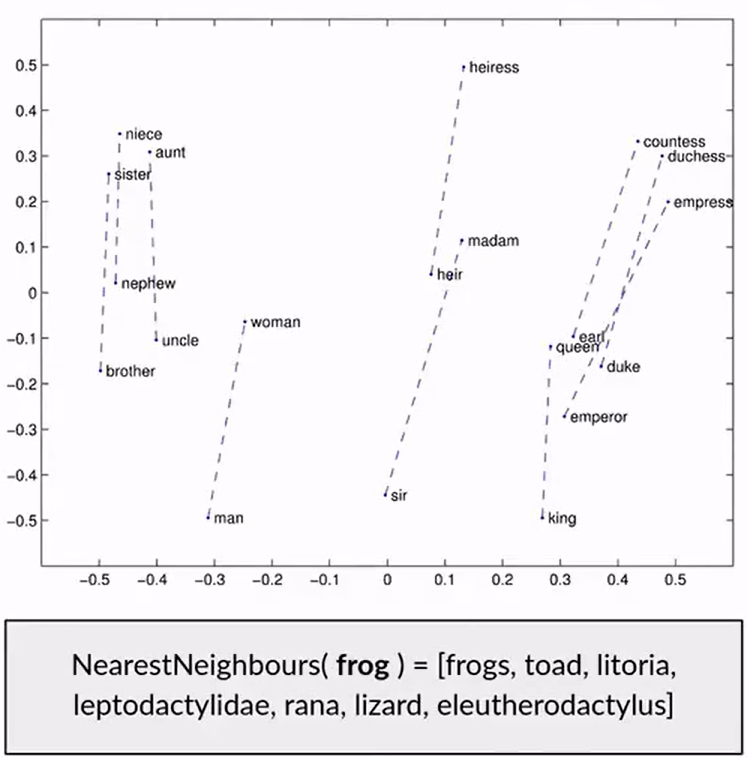 0.5
heiress
0.4
niece
countess
aunt
0.3
duchess
sister
0.2
empress
0.1
madam
heir
nephew
0
woman
−0.1
earl
uncle
queen
brother
duke
−0.2
emperor
−0.3
−0.4
sir
−0.5
man
king
−0.5 −0.4 −0.3 −0.2 −0.1 0 0.1 0.2 0.3 0.4 0.5
NearestNeighbours( frog ) = [frogs, toad, litoria,
leptodactylidae, rana, lizard, eleutherodactylus]